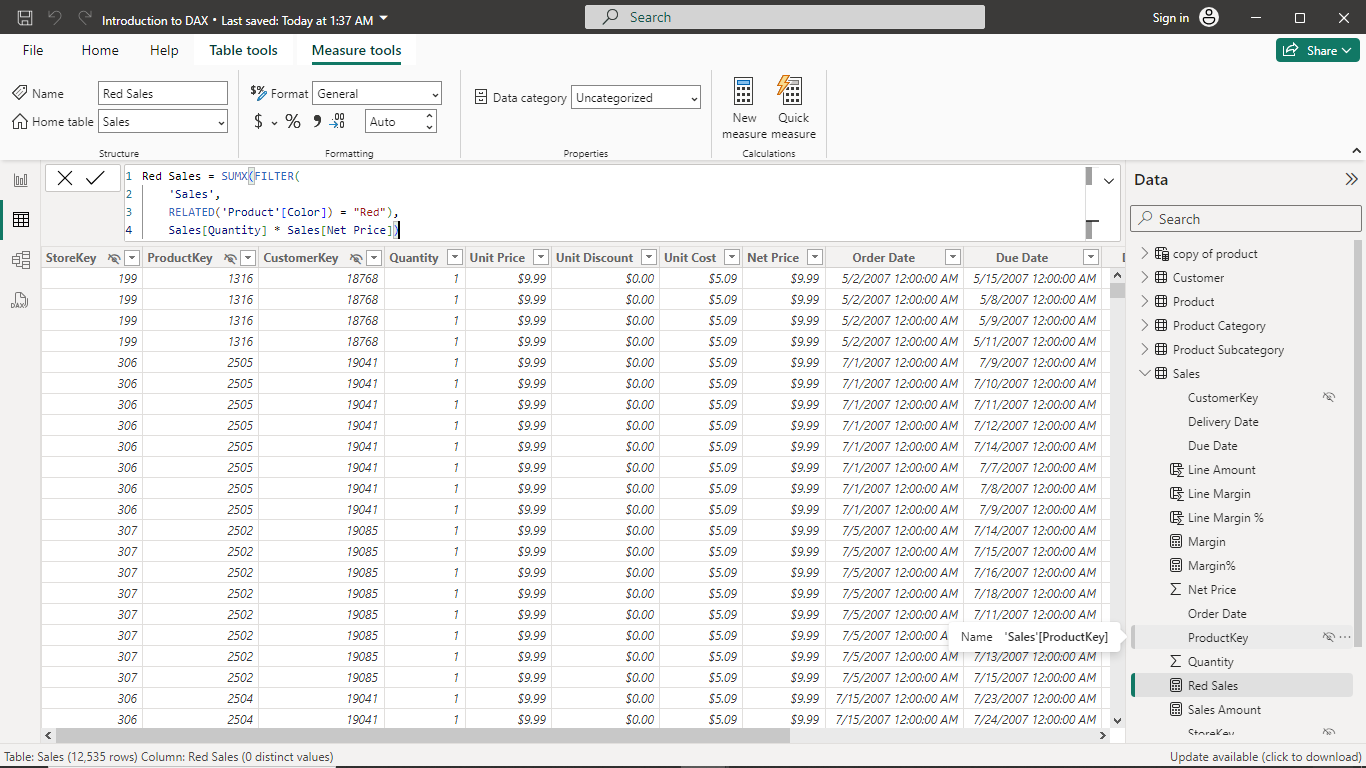 Introduction to DAX • Last saved: Today at 1:37 AM
Search
Sign in
File Home Help Table tools Measure tools
Share
Name Red Sales
Home table Sales
Structure
$% Format General
$ % 9 .00 Auto
Formatting
Data category Uncategorized
Properties
New measure
Quick measure
Calculations
1 Red Sales = SUMX(FILTER(
2 'Sales',
3 RELATED('Product'[Color]) = "Red"),
4 Sales[Quantity] * Sales[Net Price])
DAX
StoreKey ProductKey CustomerKey Quantity Unit Price Unit Discount Unit Cost Net Price Order Date Due Date
199 1316 18768 1 $9.99 $0.00 $5.09 $9.99 5/2/2007 12:00:00 AM 5/15/2007 12:00:00 AM
199 1316 18768 1 $9.99 $0.00 $5.09 $9.99 5/2/2007 12:00:00 AM 5/8/2007 12:00:00 AM
199 1316 18768 1 $9.99 $0.00 $5.09 $9.99 5/2/2007 12:00:00 AM 5/9/2007 12:00:00 AM
199 1316 18768 1 $9.99 $0.00 $5.09 $9.99 5/2/2007 12:00:00 AM 5/11/2007 12:00:00 AM
306 2505 19041 1 $9.99 $0.00 $5.09 $9.99 7/1/2007 12:00:00 AM 7/9/2007 12:00:00 AM
306 2505 19041 1 $9.99 $0.00 $5.09 $9.99 7/1/2007 12:00:00 AM 7/10/2007 12:00:00 AM
306 2505 19041 1 $9.99 $0.00 $5.09 $9.99 7/1/2007 12:00:00 AM 7/11/2007 12:00:00 AM
306 2505 19041 1 $9.99 $0.00 $5.09 $9.99 7/1/2007 12:00:00 AM 7/12/2007 12:00:00 AM
306 2505 19041 1 $9.99 $0.00 $5.09 $9.99 7/1/2007 12:00:00 AM 7/14/2007 12:00:00 AM
306 2505 19041 1 $9.99 $0.00 $5.09 $9.99 7/1/2007 12:00:00 AM 7/7/2007 12:00:00 AM
306 2505 19041 1 $9.99 $0.00 $5.09 $9.99 7/1/2007 12:00:00 AM 7/8/2007 12:00:00 AM
306 2505 19041 1 $9.99 $0.00 $5.09 $9.99 7/1/2007 12:00:00 AM 7/9/2007 12:00:00 AM
307 2502 19085 1 $9.99 $0.00 $5.09 $9.99 7/5/2007 12:00:00 AM 7/14/2007 12:00:00 AM
307 2502 19085 1 $9.99 $0.00 $5.09 $9.99 7/5/2007 12:00:00 AM 7/15/2007 12:00:00 AM
307 2502 19085 1 $9.99 $0.00 $5.09 $9.99 7/5/2007 12:00:00 AM 7/16/2007 12:00:00 AM
307 2502 19085 1 $9.99 $0.00 $5.09 $9.99 7/5/2007 12:00:00 AM 7/18/2007 12:00:00 AM
307 2502 19085 1 $9.99 $0.00 $5.09 $9.99 7/5/2007 12:00:00 AM 7/11/2007 12:00:00 AM
307 2502 19085 1 $9.99 $0.00 $5.09 $9.99 7/5/2007 12:00:00 A
307 2502 19085 1 $9.99 $0.00 $5.09 $9.99 7/5/2007 12:00:00 AM 7/13/2007 12:00:00 AM
307 2502 19085 1 $9.99 $0.00 $5.09 $9.99 7/5/2007 12:00:00 AM 7/15/2007 12:00:00 AM
306 2504 19041 1 $9.99 $0.00 $5.09 $9.99 7/15/2007 12:00:00 AM 7/23/2007 12:00:00 AM
306 2504 19041 1 $9.99 $0.00 $5.09 $9.99 7/15/2007 12:00:00 AM 7/24/2007 12:00:00 AM
Name 'Sales'[ProductKey]
Data
Search
copy of product
Customer
Product
Product Category
Product Subcategory
Sales
CustomerKey
Delivery Date
Due Date
Line Amount
Line Margin
Line Margin %
Margin
Margin%
Net Price
Order Date
ProductKey
Quantity
Red Sales
Sales Amount
StoreKey
Table: Sales (12,535 rows) Column: Red Sales (0 distinct values)
Update available (click to download)